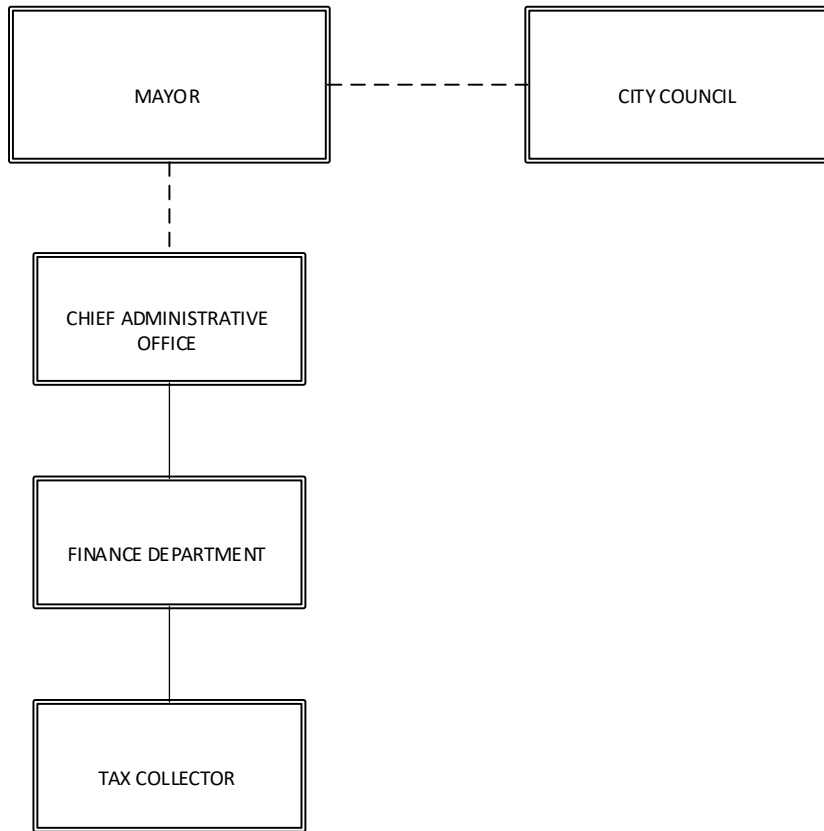 MAYOR
CITY COUNCIL
CHIEF ADMINISTRATIVE
OFFICE
FINANCE DEPARTMENT
TAX COLLECTOR